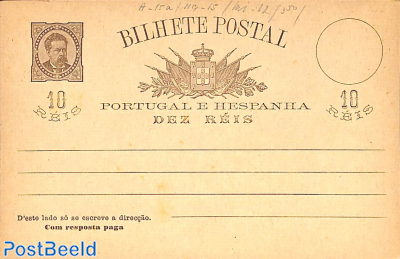 BILHETE POSTAL
10
RÉIS
PORTUGAL E HESPANHA
DEZ RÉIS
10
RÉIS
D'este lado só se escreve a direcção.
Com resposta paga
PostBeeld